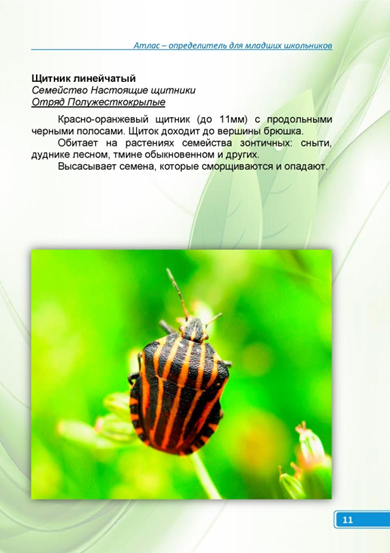 Атлас – определитель для младших школьников
Щитник линейчатый
Семейство Настоящие щитники
Отряд Полужесткокрылые
Красно-оранжевый щитник (до 11мм) с продольными
черными полосами. Щиток доходит до вершины брюшка.
Обитает на растениях семейства зонтичных: сныти,
дуднике лесном, тмине обыкновенном и других.
Высасывает семена, которые сморщиваются и опадают.
11